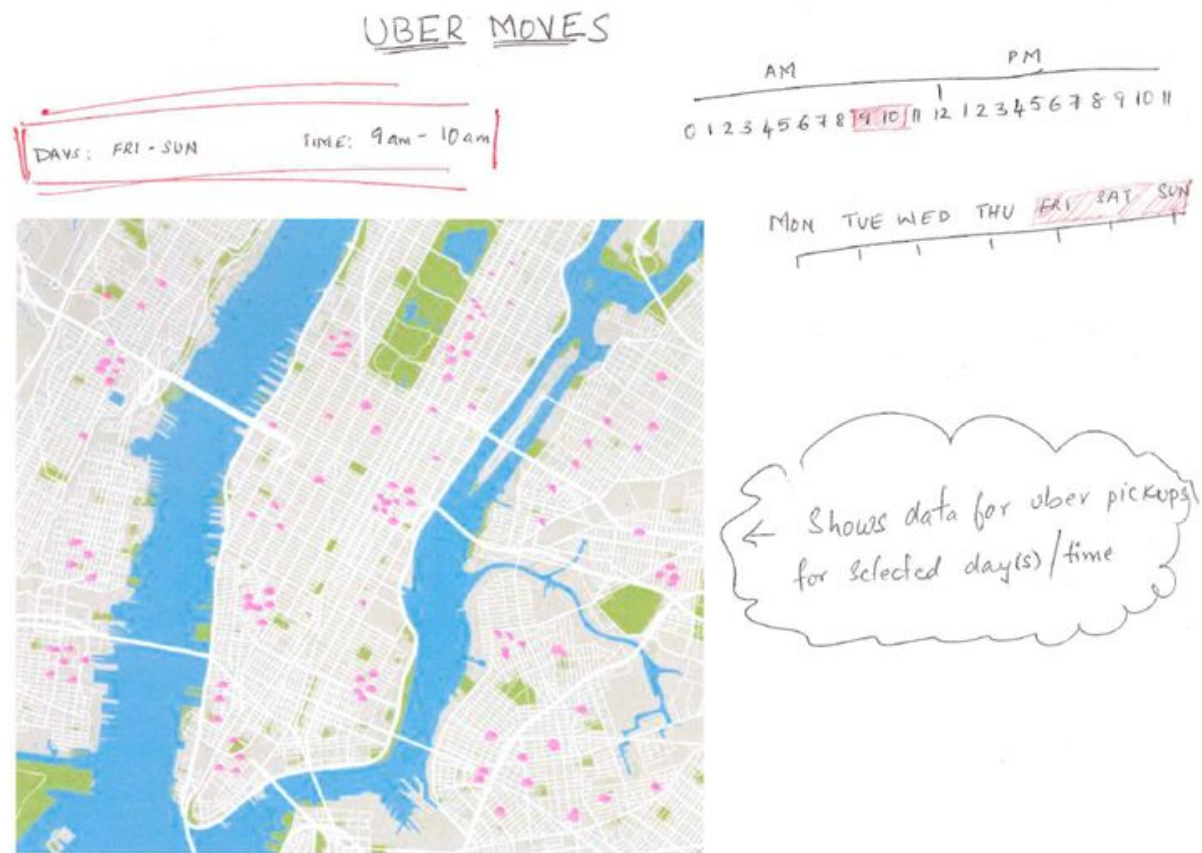 UBER MOVES
DAYS: FRI - SUN TIME: 9am - 10am
AM PM
0 1 2 3 4 5 6 7 8 9 10 11 12 1 2 3 4 5 6 7 8 9 10 11
MON TUE WED THU FRI SAT SUN
← Shows data for uber pickups
for selected day(s)/time